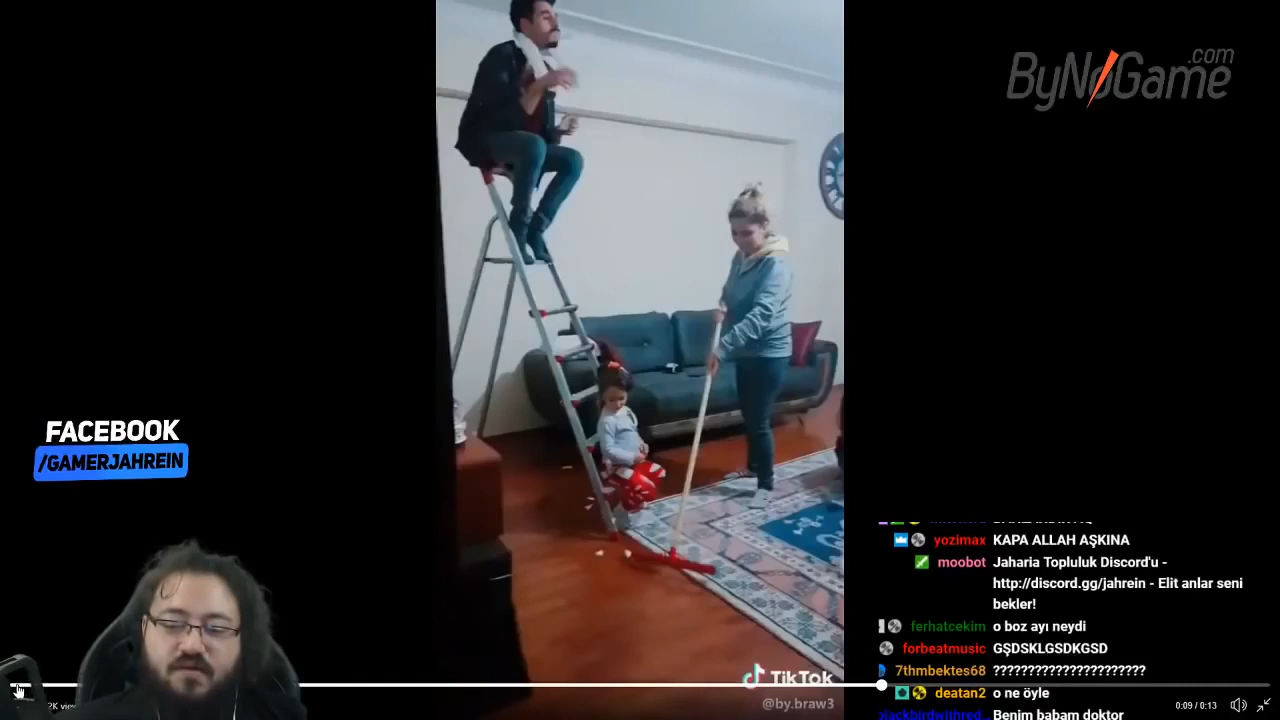 ByNoGame
.com
FACEBOOK
/GAMERJAHREIN
yozimax KAPA ALLAH AŞKINA
moobot Jaharia Topluluk Discord'u -
http://discord.gg/jahrein - Elit anlar seni
bekler!
ferhatcekim o boz ayı neydi
forbeatmusic GŞDSKLGSDKGSD
7thmbektes68 ??????????????????????
deatan2 o ne öyle
Benim babam doktor
TikTok
@by.braw3
0:09 / 0:13